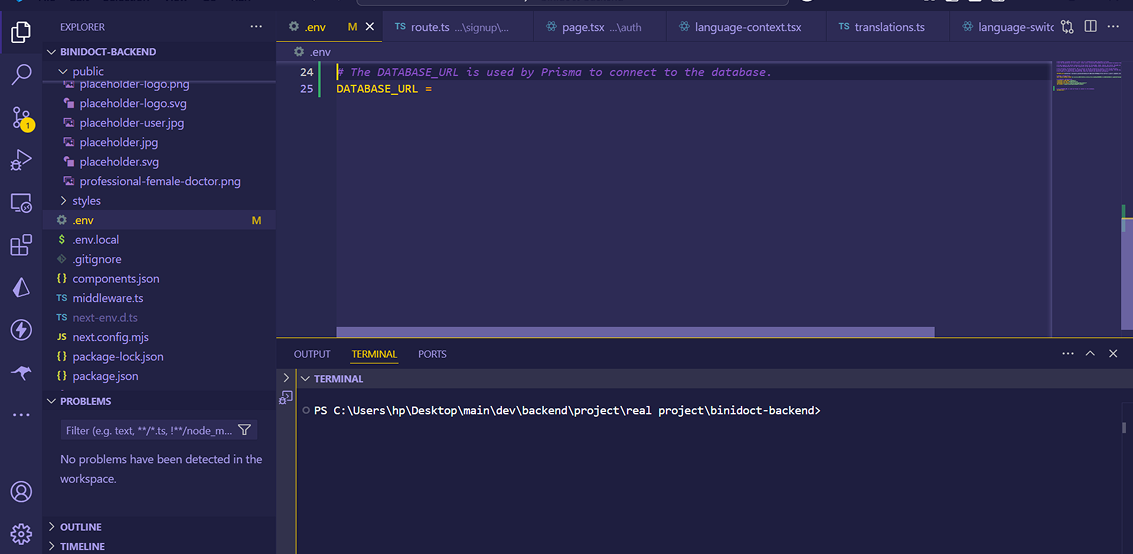 EXPLORER
BINIDOCT-BACKEND
public
placeholder-logo.png
placeholder-logo.svg
placeholder-user.jpg
placeholder.jpg
placeholder.svg
professional-female-doctor.png
styles
.env M
$ .env.local
.gitignore
{} components.json
TS middleware.ts
TS next-env.d.ts
JS next.config.mjs
{} package-lock.json
{} package.json
PROBLEMS
Filter (e.g. text, **/*.ts, !**/node_m...
No problems have been detected in the
workspace.
OUTLINE
TIMELINE
1
.env M
TS route.ts ...\signup\...
page.tsx ...\auth
language-context.tsx
TS translations.ts
language-switc
.env
24 # The DATABASE_URL is used by Prisma to connect to the database.
25 DATABASE_URL =
OUTPUT TERMINAL PORTS
TERMINAL
PS C:\Users\hp\Desktop\main\dev\backend\project\real project\binidoct-backend>